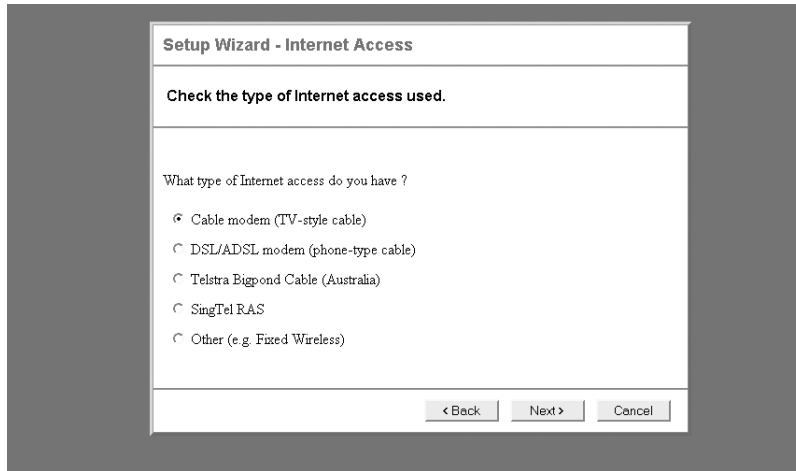 Setup Wizard - Internet Access
Check the type of Internet access used.
What type of Internet access do you have ?
Cable modem (TV-style cable)
DSL/ADSL modem (phone-type cable)
Telstra Bigpond Cable (Australia)
SingTel RAS
Other (e.g. Fixed Wireless)
< Back Next > Cancel